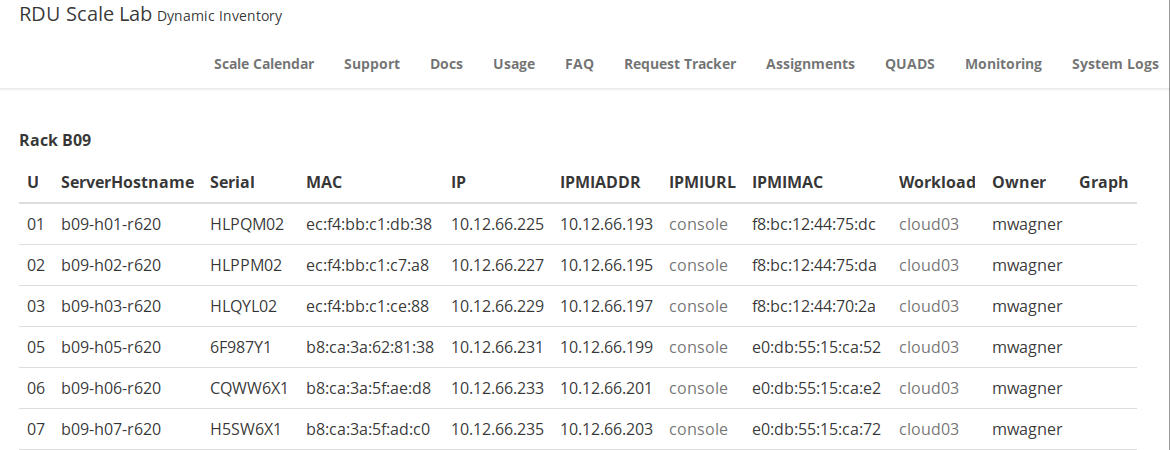 RDU Scale Lab Dynamic Inventory
Scale Calendar Support Docs Usage FAQ Request Tracker Assignments QUADS Monitoring System Logs
Rack B09
U ServerHostname Serial MAC IP IPMIADDR IPMIURL IPMIMAC Workload Owner Graph
01 b09-h01-r620 HLPQM02 ec:f4:bb:c1:db:38 10.12.66.225 10.12.66.193 console f8:bc:12:44:75:dc cloud03 mwagner
02 b09-h02-r620 HLPPM02 ec:f4:bb:c1:c7:a8 10.12.66.227 10.12.66.195 console f8:bc:12:44:75:da cloud03 mwagner
03 b09-h03-r620 HLQYL02 ec:f4:bb:c1:ce:88 10.12.66.229 10.12.66.197 console f8:bc:12:44:70:2a cloud03 mwagner
05 b09-h05-r620 6F987Y1 b8:ca:3a:62:81:38 10.12.66.231 10.12.66.199 console e0:db:55:15:ca:52 cloud03 mwagner
06 b09-h06-r620 CQWW6X1 b8:ca:3a:5f:ae:d8 10.12.66.233 10.12.66.201 console e0:db:55:15:ca:e2 cloud03 mwagner
07 b09-h07-r620 H5SW6X1 b8:ca:3a:5f:ad:c0 10.12.66.235 10.12.66.203 console e0:db:55:15:ca:72 cloud03 mwagner